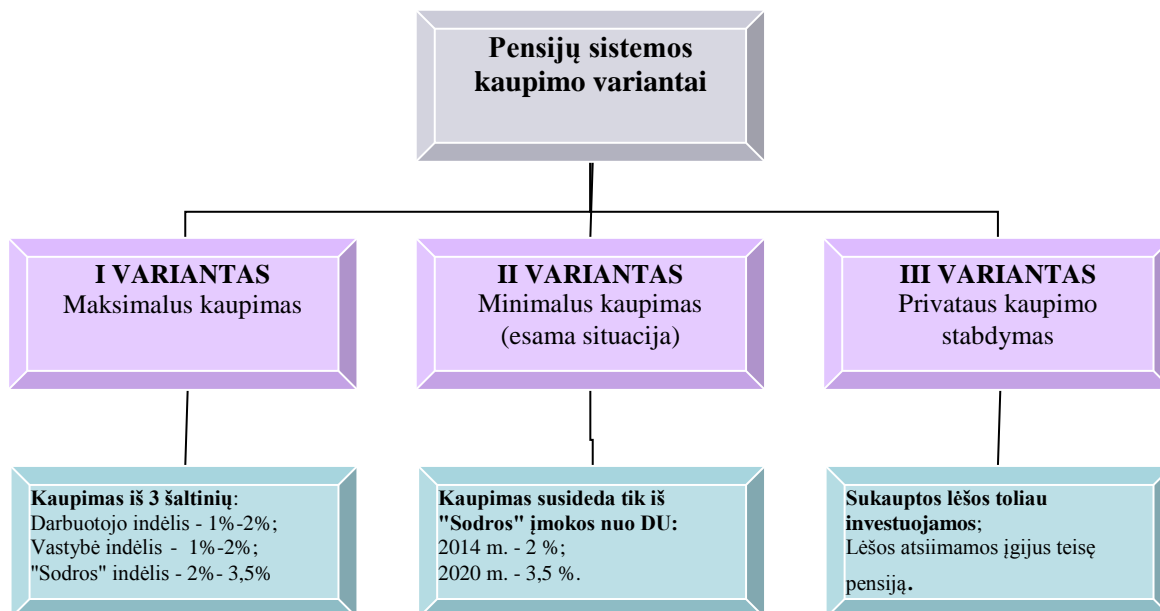 Pensijų sistemos
kaupimo variantai
I VARIANTAS
Maksimalus kaupimas
II VARIANTAS
Minimalus kaupimas
(esama situacija)
III VARIANTAS
Privataus kaupimo
stabdymas
Kaupimas iš 3 šaltinių:
Darbuotojo indėlis - 1%-2%;
Vastybė indėlis - 1%-2%;
"Sodros" indėlis - 2%- 3,5%
Kaupimas susideda tik iš
"Sodros" įmokos nuo DU:
2014 m. - 2 %;
2020 m. - 3,5 %.
Sukauptos lėšos toliau
investuojamos;
Lėšos atsiimamos įgijus teisę
pensiją.